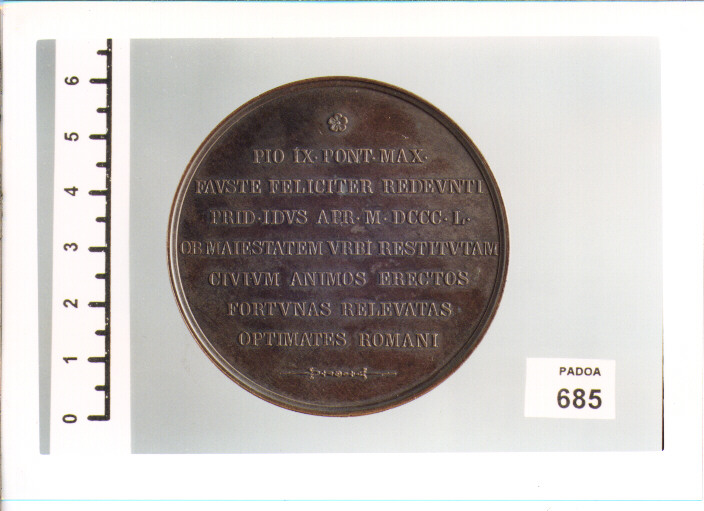 PIO IX·PONT·MAX·
FAVSTE FELICITER REDEVNTI
PRID·IDVS APR·M·DCCC·L·
OB MAIESTATEM VRBI RESTITVTAM
CIVIVM ANIMOS ERECTOS
FORTVNAS RELEVATAS
OPTIMATES ROMANI
0 1 2 3 4 5 6
PADOA
685